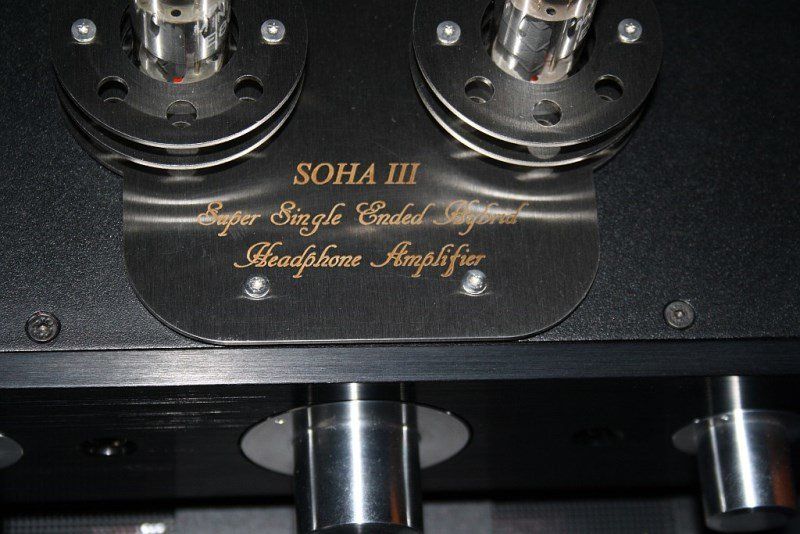 SOHA III
Super Single Ended Hybrid
Headphone Amplifier